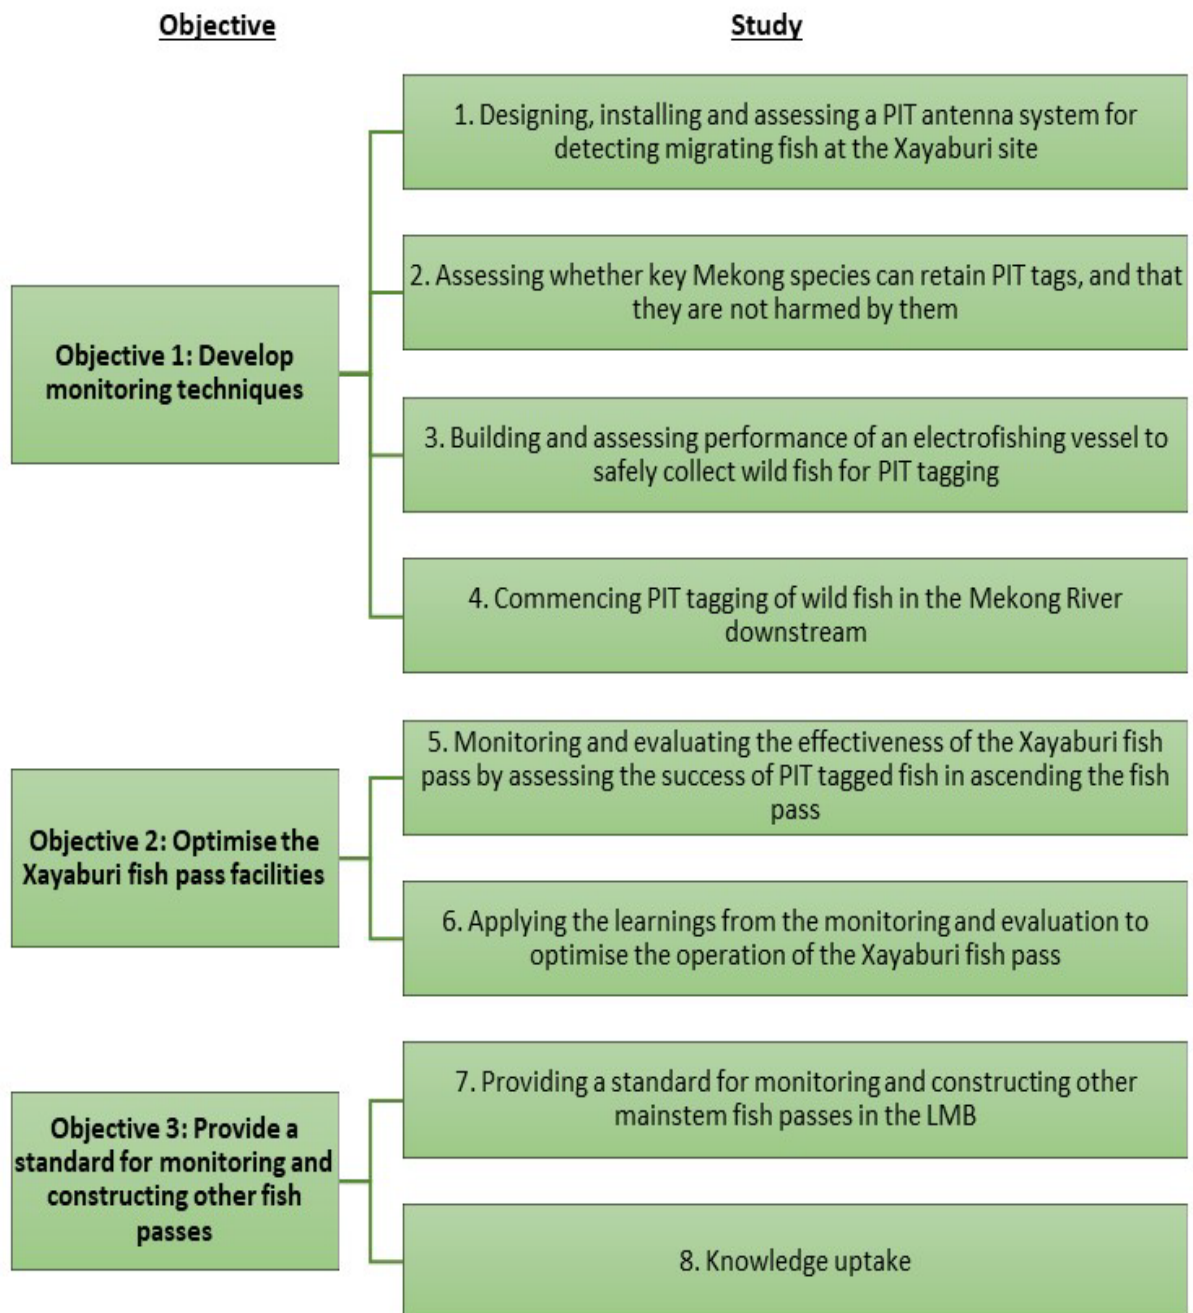 Objective
Study
1. Designing, installing and assessing a PIT antenna system for
detecting migrating fish at the Xayaburi site
2. Assessing whether key Mekong species can retain PIT tags, and that
they are not harmed by them
Objective 1: Develop
monitoring techniques
3. Building and assessing performance of an electrofishing vessel to
safely collect wild fish for PIT tagging
4. Commencing PIT tagging of wild fish in the Mekong River
downstream
5. Monitoring and evaluating the effectiveness of the Xayaburi fish
pass by assessing the success of PIT tagged fish in ascending the fish
pass
Objective 2: Optimise the
Xayaburi fish pass facilities
6. Applying the learnings from the monitoring and evaluation to
optimise the operation of the Xayaburi fish pass
7. Providing a standard for monitoring and constructing other
mainstem fish passes in the LMB
Objective 3: Provide a
standard for monitoring and
constructing other fish
passes
8. Knowledge uptake